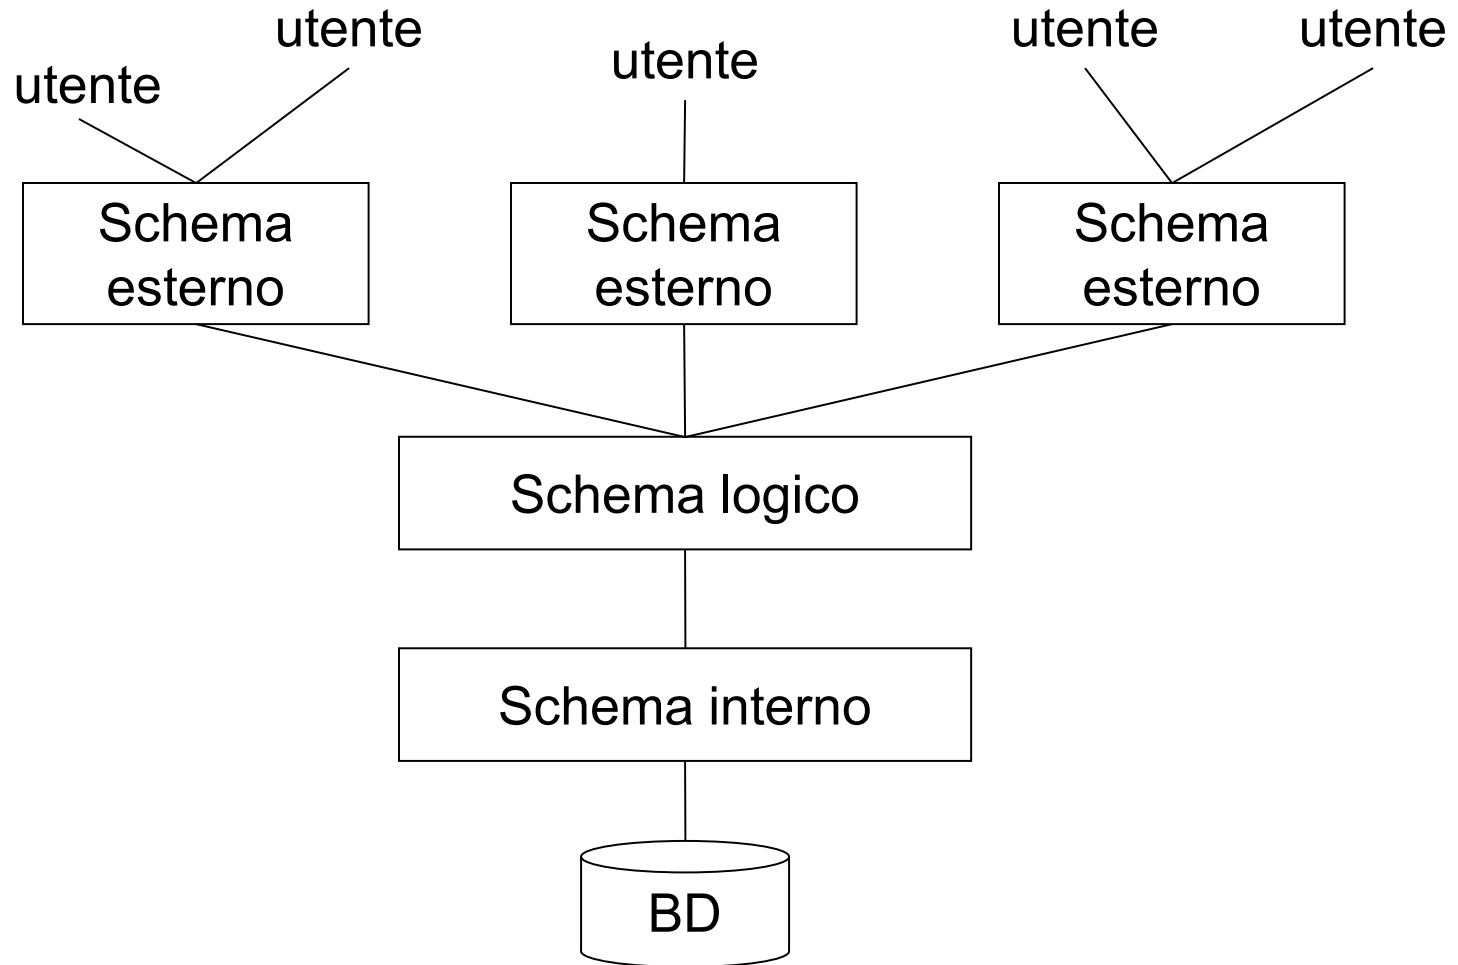 utente
utente
utente
utente
utente
Schema
esterno
Schema
esterno
Schema
esterno
Schema logico
Schema interno
BD